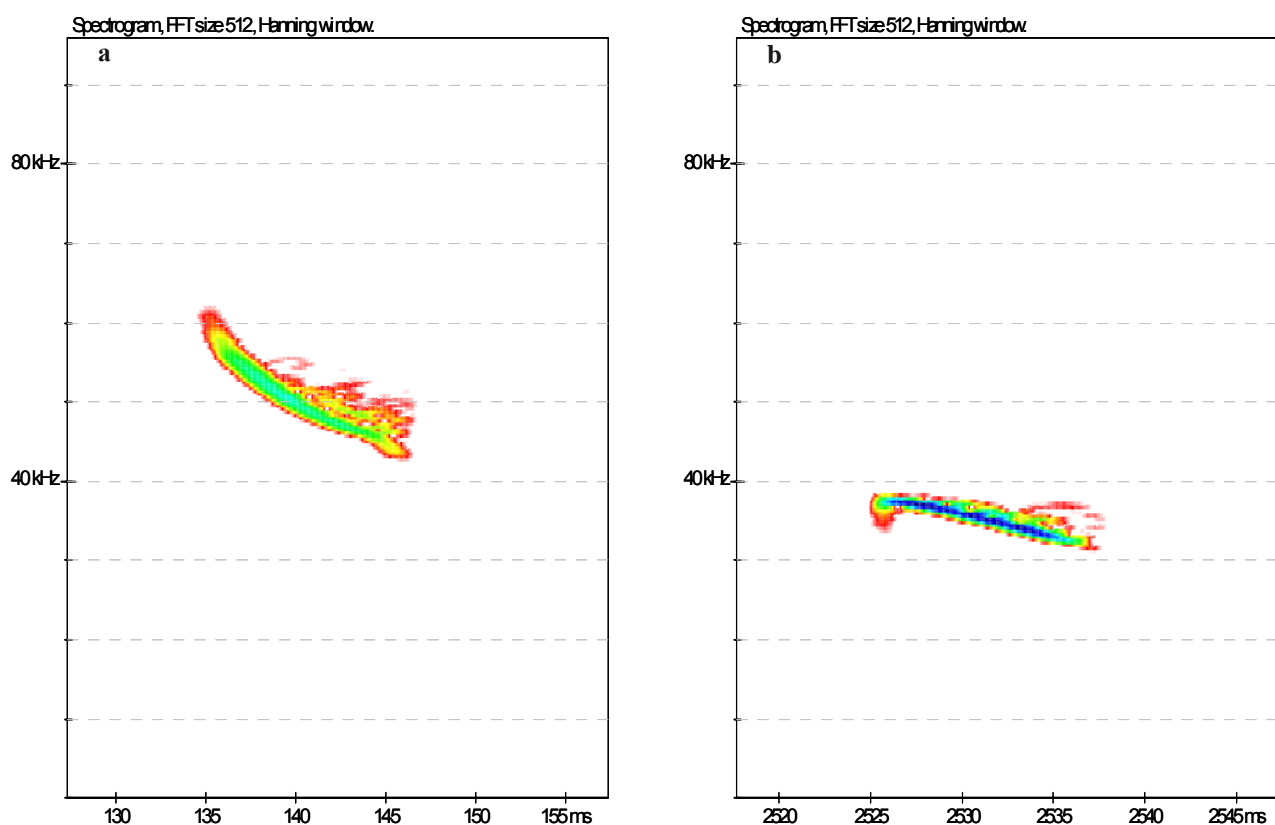 Spectrogram, FFT size 512, Hanning window.
a
80 kHz
40 kHz
130 135 140 145 150 155 ms
Spectrogram, FFT size 512, Hanning window.
b
80 kHz
40 kHz
2520 2525 2530 2535 2540 2545 ms